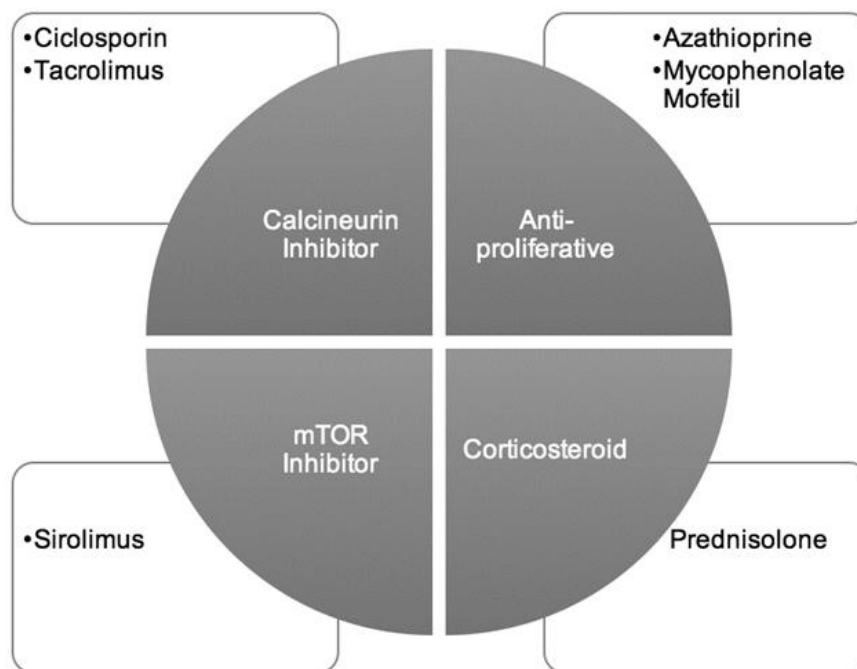 •Ciclosporin
•Tacrolimus
•Azathioprine
•Mycophenolate
Mofetil
Calcineurin
Inhibitor
Anti-
proliferative
mTOR
Inhibitor
Corticosteroid
•Sirolimus
Prednisolone